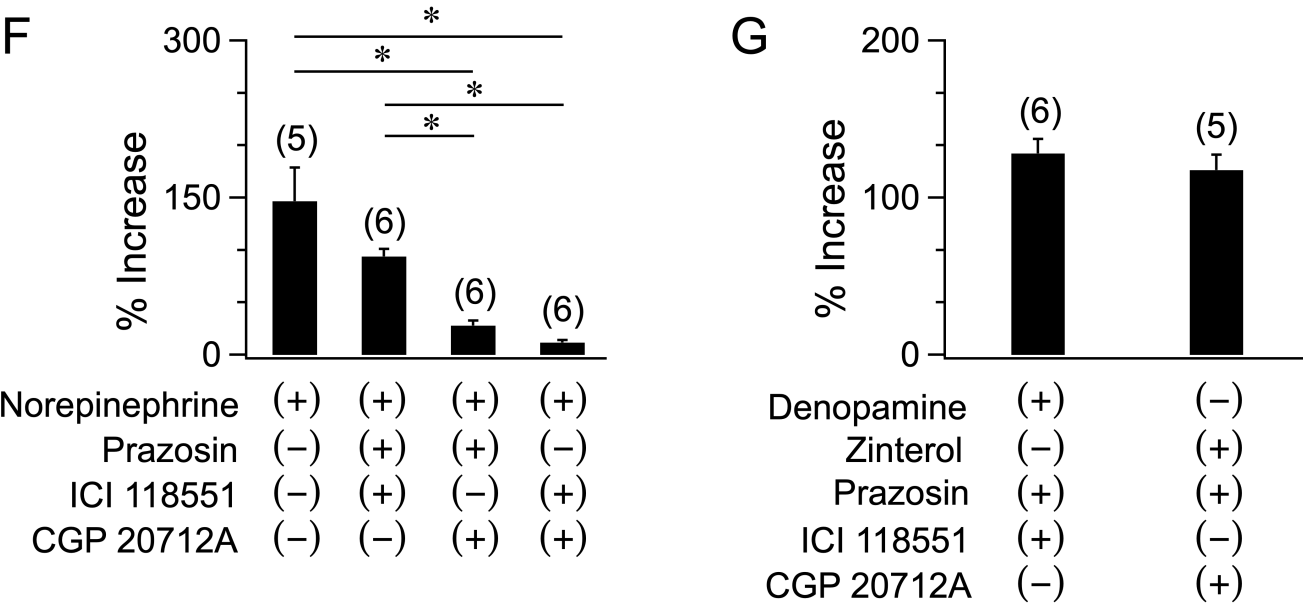 F
300
150
0
% Increase
*
*
*
*
(5)
(6)
(6)
(6)
Norepinephrine (+) (+) (+) (+)
Prazosin (−) (+) (+) (−)
ICI 118551 (−) (+) (−) (+)
CGP 20712A (−) (−) (+) (+)
G
200
100
0
% Increase
(6)
(5)
Denopamine (+) (−)
Zinterol (−) (+)
Prazosin (+) (+)
ICI 118551 (+) (−)
CGP 20712A (−) (+)